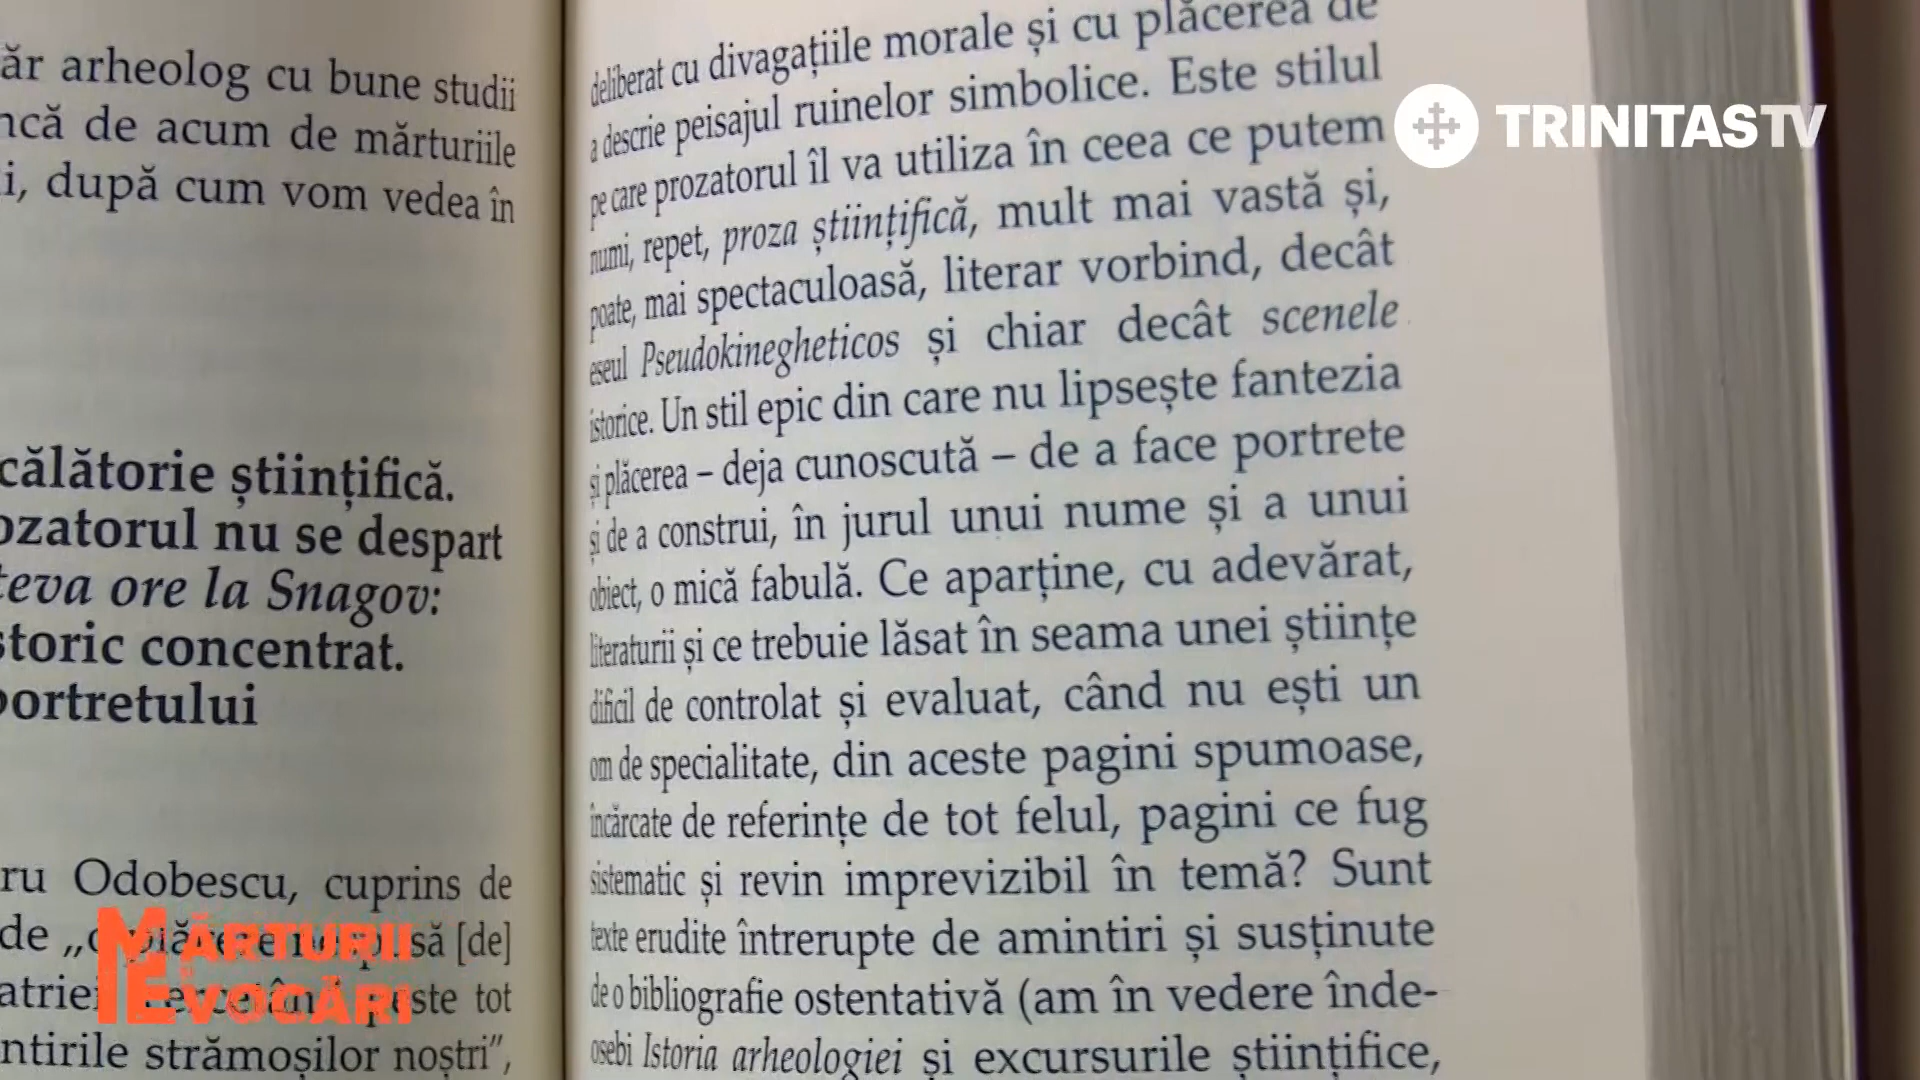 ăr arheolog cu bune studii
ncă de acum de mărturiile
i, după cum vom vedea în
călătorie științifică.
ozatorul nu se despart
teva ore la Snagov:
storic concentrat.
portretului
ru Odobescu, cuprins de
de „o plăcere nespusă [de]
atriei
peste tot
ntirile strămoșilor noștri”,
deliberat cu divagațiile morale și cu plăcerea de
a descrie peisajul ruinelor simbolice. Este stilul
pe care prozatorul îl va utiliza în ceea ce putem
numi, repet, proza științifică, mult mai vastă și,
poate, mai spectaculoasă, literar vorbind, decât
eseul Pseudokinegheticos și chiar decât scenele
istorice. Un stil epic din care nu lipsește fantezia
și plăcerea – deja cunoscută – de a face portrete
și de a construi, în jurul unui nume și a unui
obiect, o mică fabulă. Ce aparține, cu adevărat,
literaturii și ce trebuie lăsat în seama unei științe
dificil de controlat și evaluat, când nu ești un
om de specialitate, din aceste pagini spumoase,
încărcate de referințe de tot felul, pagini ce fug
sistematic și revin imprevizibil în temă? Sunt
texte erudite întrerupte de amintiri și susținute
de o bibliografie ostentativă (am în vedere înde-
osebi Istoria arheologiei și excursurile științifice,
TRINITAS TV
MĂRTURII
EVOCĂRI